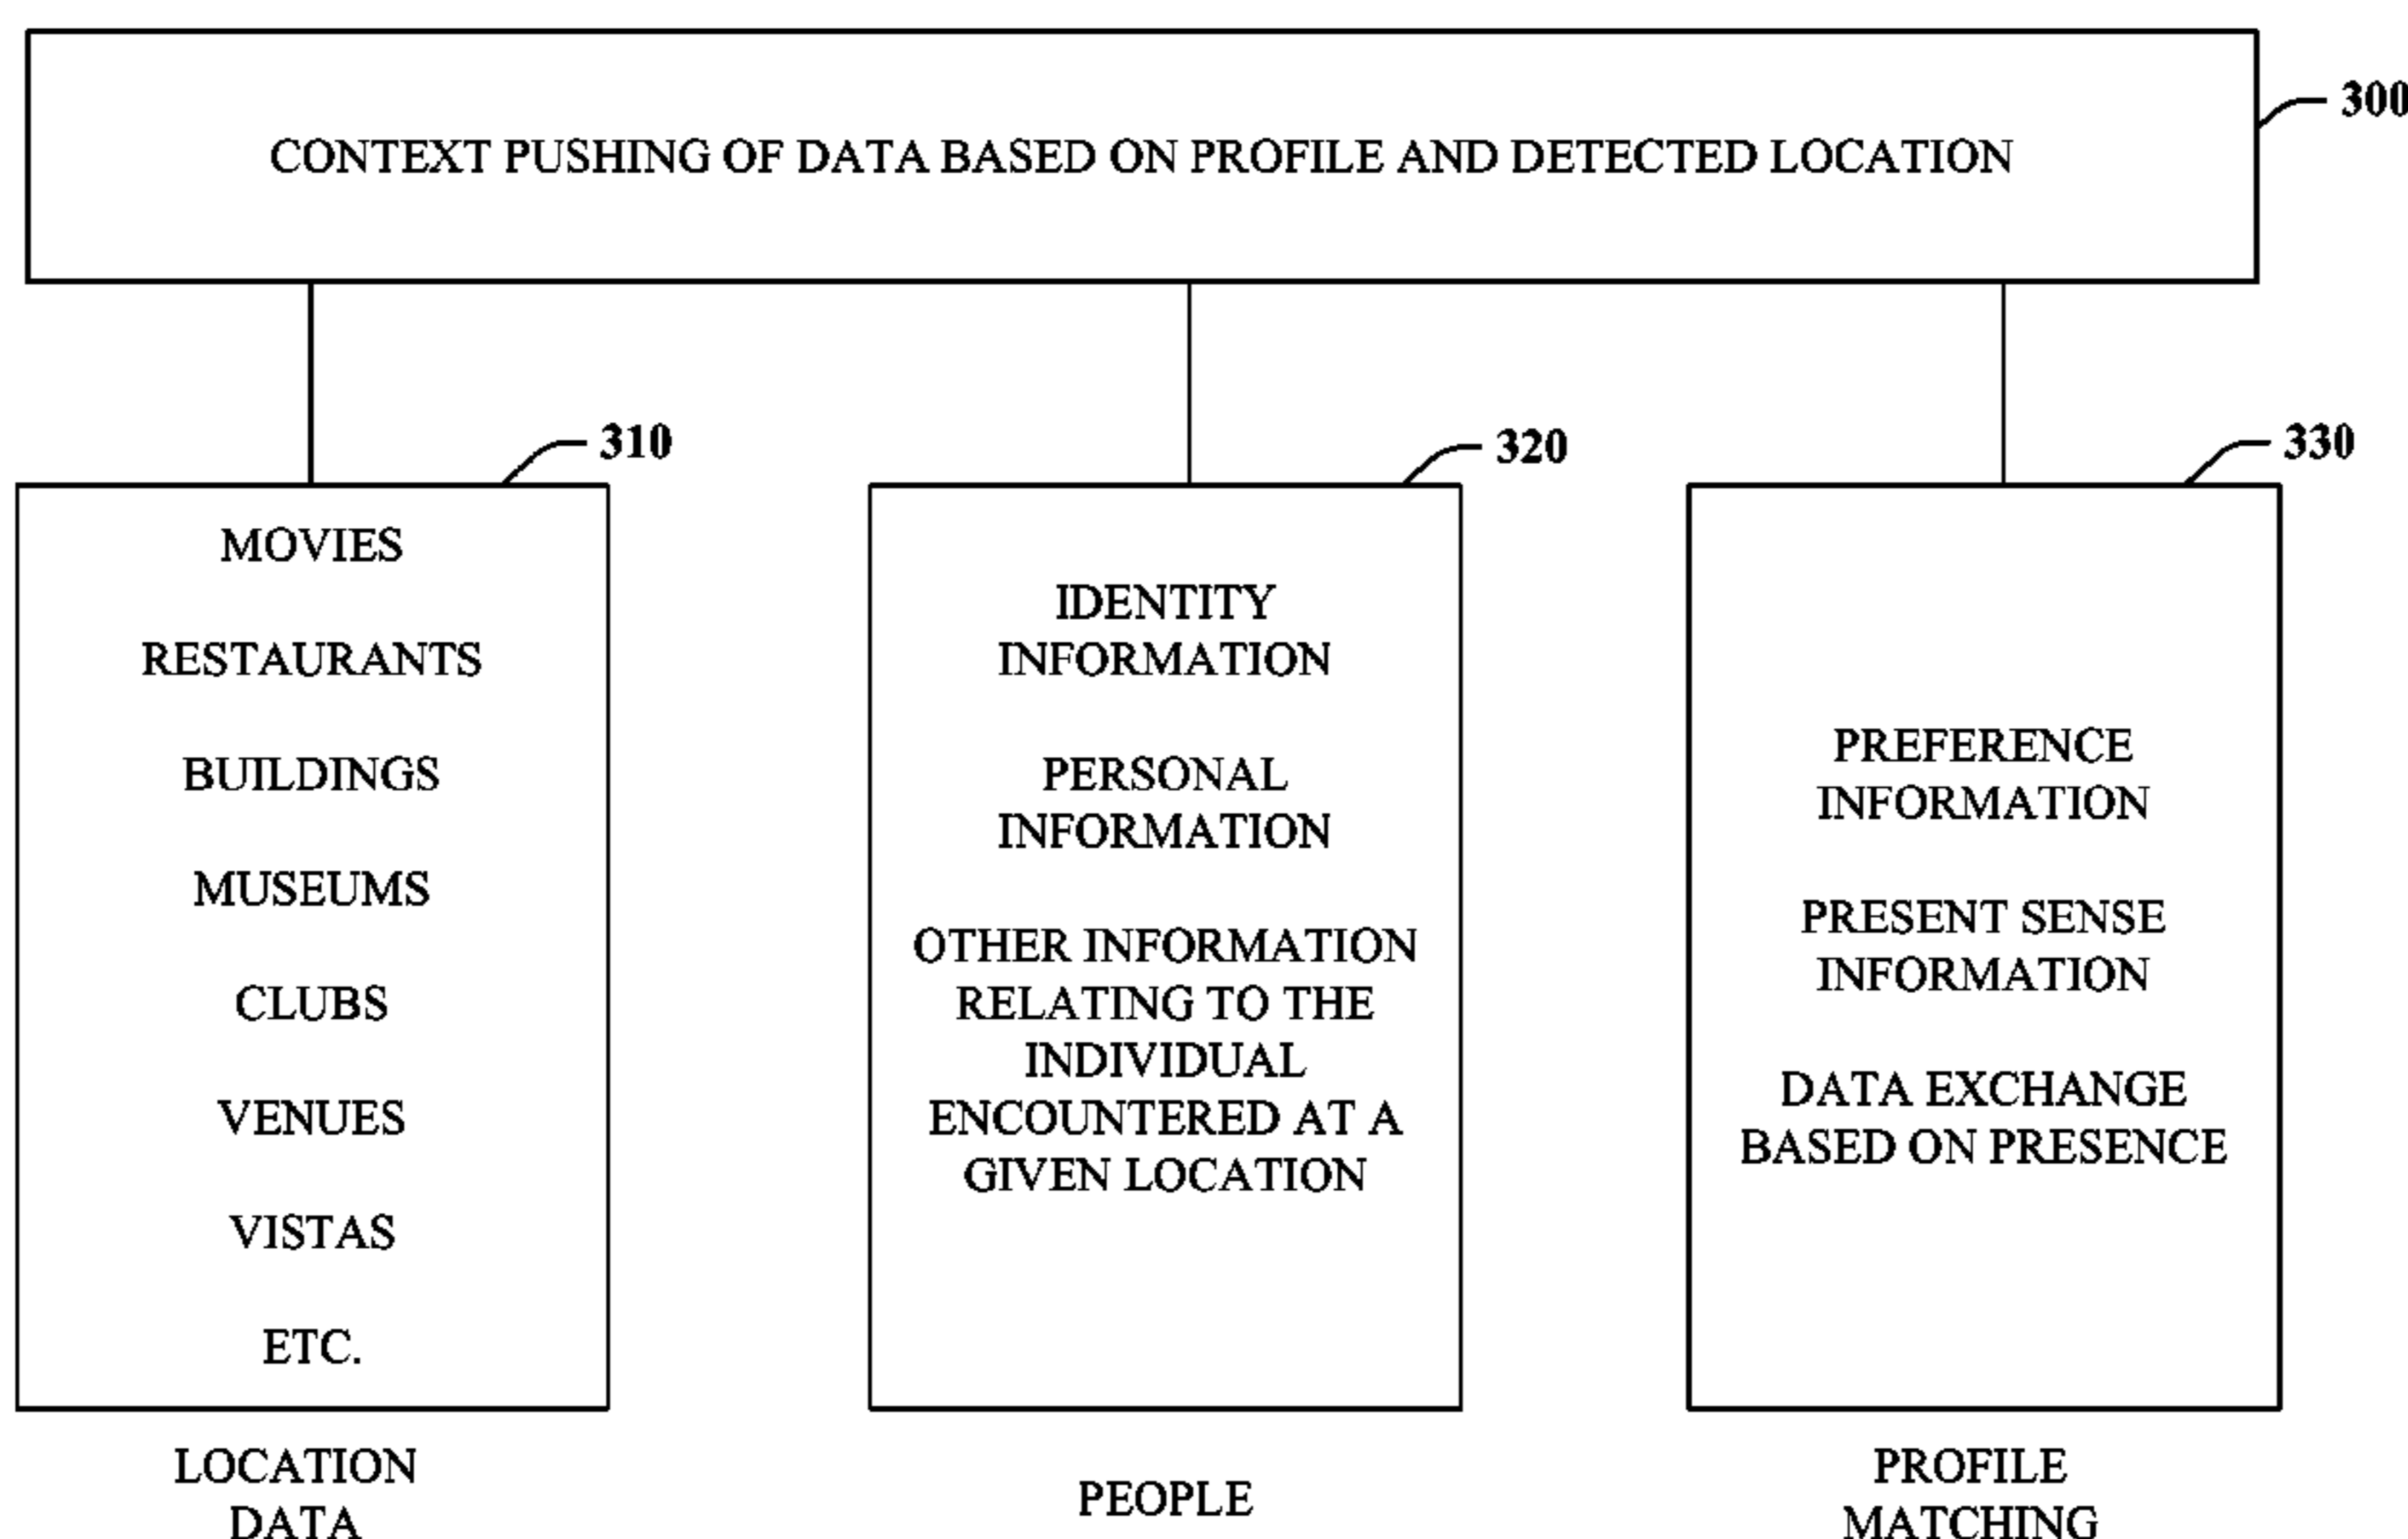 CONTEXT PUSHING OF DATA BASED ON PROFILE AND DETECTED LOCATION
300
310
MOVIES
RESTAURANTS
BUILDINGS
MUSEUMS
CLUBS
VENUES
VISTAS
ETC.
LOCATION
DATA
320
IDENTITY
INFORMATION
PERSONAL
INFORMATION
OTHER INFORMATION
RELATING TO THE
INDIVIDUAL
ENCOUNTERED AT A
GIVEN LOCATION
PEOPLE
330
PREFERENCE
INFORMATION
PRESENT SENSE
INFORMATION
DATA EXCHANGE
BASED ON PRESENCE
PROFILE
MATCHING